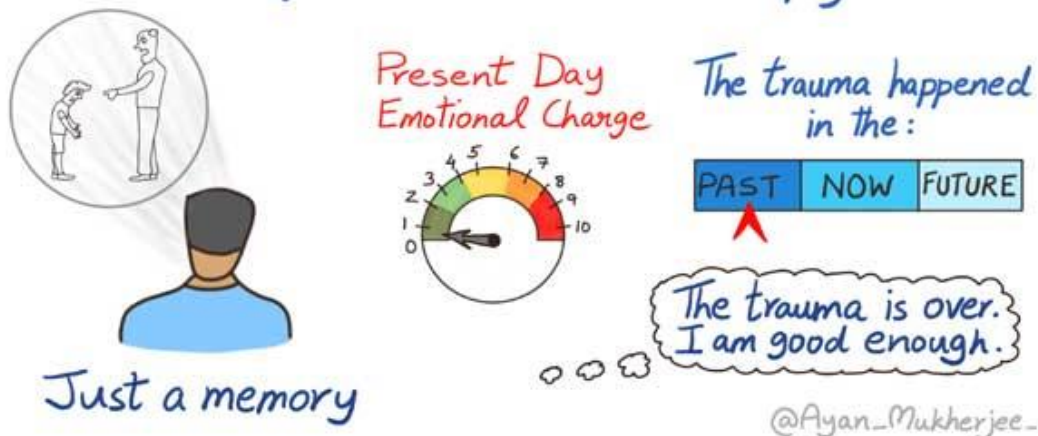 Present Day
Emotional Charge
0
1
2
3
4
5
6
7
8
9
10
The trauma happened
in the:
PAST NOW FUTURE
The trauma is over.
I am good enough.
Just a memory
@Ayan_Mukherjee_